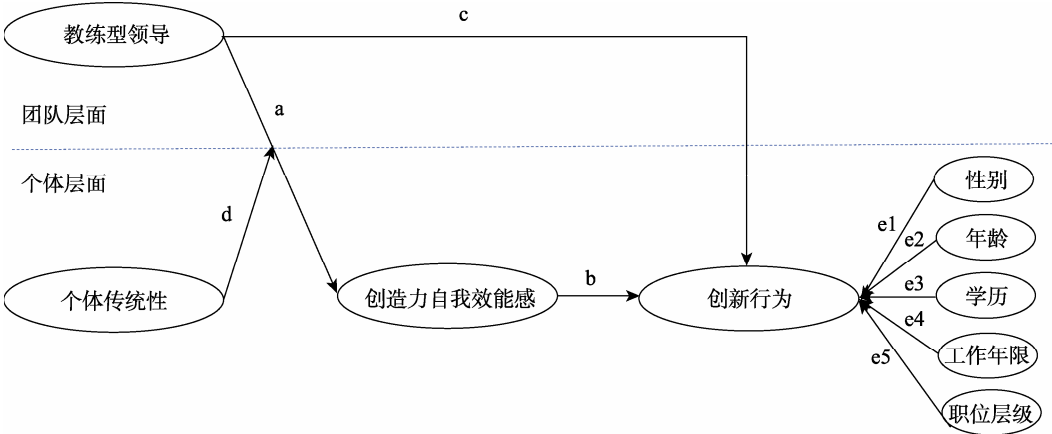 c
教练型领导
团队层面
a
个体层面
d
性别
e1
e2
年龄
个体传统性
创造力自我效能感
b
创新行为
e3
学历
e4
工作年限
e5
职位层级